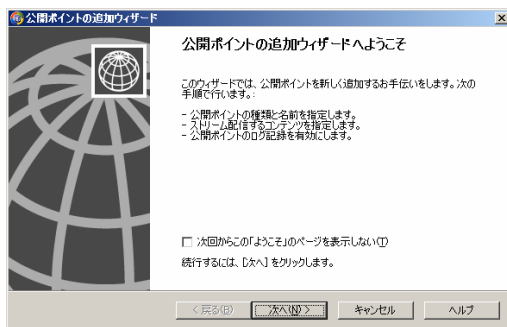 公開ポイントの追加ウィザード
公開ポイントの追加ウィザードへようこそ
このウィザードでは、公開ポイントを新しく追加するお手伝いをします。次の
手順で行います。:
- 公開ポイントの種類と名前を指定します。
- ストリーム配信するコンテンツを指定します。
- 公開ポイントのログ記録を有効にします。
次回からこの「ようこそ」のページを表示しない(T)
続行するには、[次へ] をクリックします。
< 戻る(B) 次へ(N) > キャンセル ヘルプ